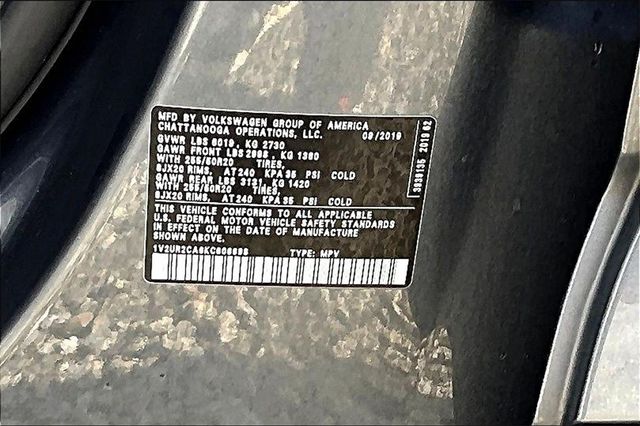 MFD BY VOLKSWAGEN GROUP OF AMERICA
CHATTANOOGA OPERATIONS, LLC. 08/2019
GVWR LBS 6019, KG 2730
GAWR FRONT LBS 2998, KG 1360
WITH 255/50R20 TIRES,
8JX20 RIMS, AT 240 KPA 35 PSI COLD
GAWR REAR LBS 3131, KG 1420
WITH 255/50R20 TIRES,
8JX20 RIMS, AT 240 KPA 35 PSI COLD
THIS VEHICLE CONFORMS TO ALL APPLICABLE
U.S. FEDERAL MOTOR VEHICLE SAFETY STANDARDS
IN EFFECT ON THE DATE OF MANUFACTURE
SHOWN ABOVE.
TYPE: MPV